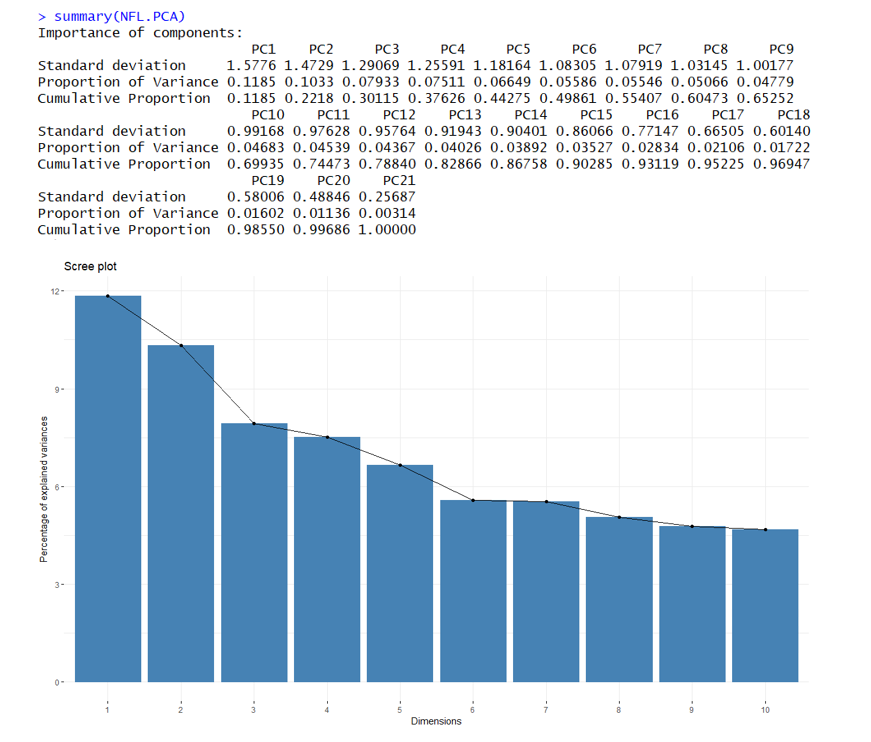 > summary(NFL.PCA)
Importance of components:
PC1 PC2 PC3 PC4 PC5 PC6 PC7 PC8 PC9
Standard deviation 1.5776 1.4729 1.29069 1.25591 1.18164 1.08305 1.07919 1.03145 1.00177
Proportion of Variance 0.1185 0.1033 0.07933 0.07511 0.06649 0.05586 0.05546 0.05066 0.04779
Cumulative Proportion 0.1185 0.2218 0.30115 0.37626 0.44275 0.49861 0.55407 0.60473 0.65252
PC10 PC11 PC12 PC13 PC14 PC15 PC16 PC17 PC18
Standard deviation 0.99168 0.97628 0.95764 0.91943 0.90401 0.86066 0.77147 0.66505 0.60140
Proportion of Variance 0.04683 0.04539 0.04367 0.04026 0.03892 0.03527 0.02834 0.02106 0.01722
Cumulative Proportion 0.69935 0.74473 0.78840 0.82866 0.86758 0.90285 0.93119 0.95225 0.96947
PC19 PC20 PC21
Standard deviation 0.58006 0.48846 0.25687
Proportion of Variance 0.01602 0.01136 0.00314
Cumulative Proportion 0.98550 0.99686 1.00000
Scree plot
Percentage of explained variances
12
9
6
3
0
1 2 3 4 5 6 7 8 9 10
Dimensions